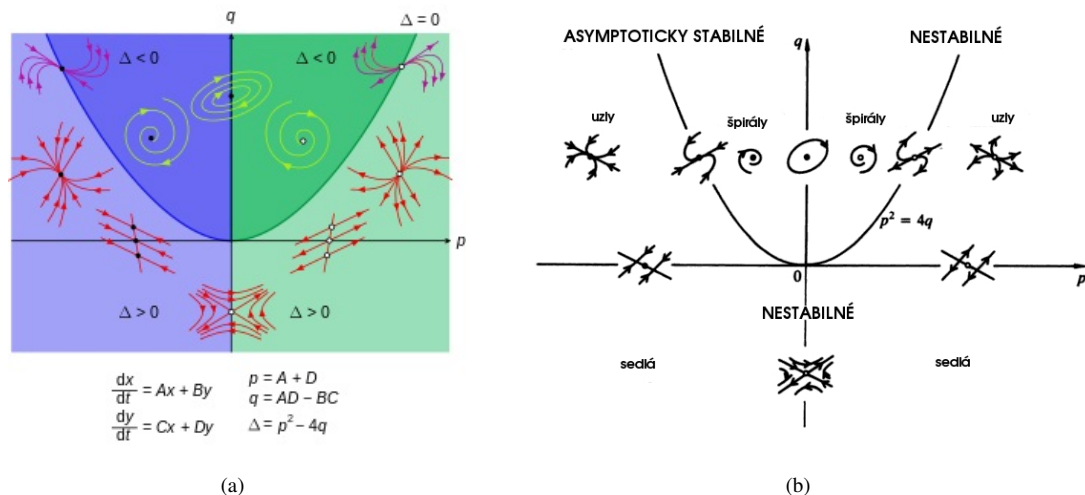 q
Δ = 0
Δ < 0
Δ < 0
p
Δ > 0
Δ > 0
dx/dt = Ax + By
dy/dt = Cx + Dy
p = A + D
q = AD − BC
Δ = p² − 4q
(a)
ASYMPTOTICKY STABILNÉ
q
NESTABILNÉ
uzly
špirály
špirály
uzly
p² = 4q
0
p
NESTABILNÉ
sedlá
sedlá
(b)